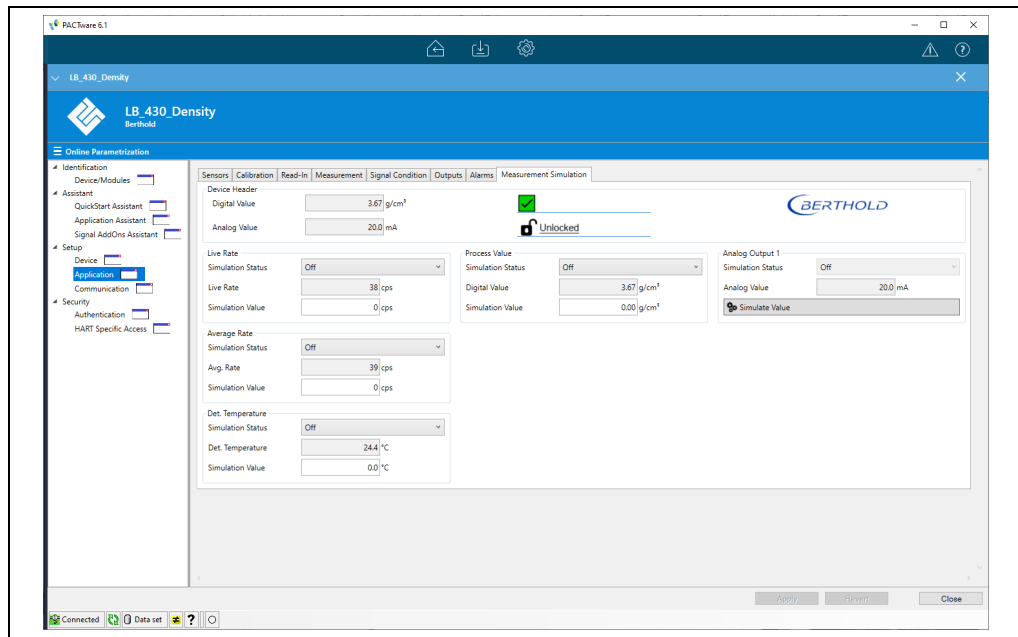 PACTware 6.1
LB_430_Density
LB_430_Density
Berthold
Online Parametrization
Identification
Device/Modules
Assistant
QuickStart Assistant
Application Assistant
Signal AddOns Assistant
Setup
Device
Application
Communication
Security
Authentication
HART Specific Access
Sensors Calibration Read-In Measurement Signal Condition Outputs Alarms Measurement Simulation
Device Header
Digital Value 3.67 g/cm³
Analog Value 20.0 mA
Unlocked
BERTHOLD
Live Rate
Simulation Status Off
Live Rate 38 cps
Simulation Value 0 cps
Process Value
Simulation Status Off
Digital Value 3.67 g/cm³
Simulation Value 0.00 g/cm³
Analog Output 1
Simulation Status Off
Analog Value 20.0 mA
Simulate Value
Average Rate
Simulation Status Off
Avg. Rate 39 cps
Simulation Value 0 cps
Det. Temperature
Simulation Status Off
Det. Temperature 24.4 °C
Simulation Value 0.0 °C
Apply Revert Close
Connected Data set ?